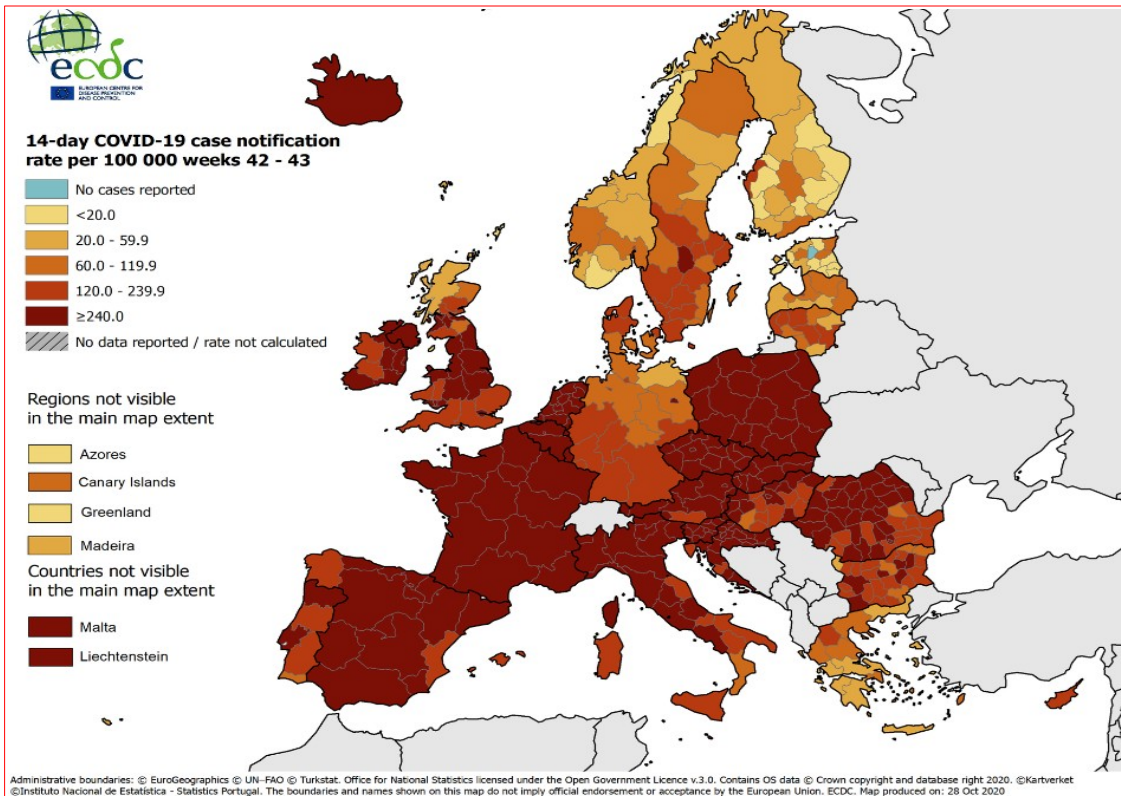 ecdc
EUROPEAN CENTRE FOR
DISEASE PREVENTION
AND CONTROL
14-day COVID-19 case notification
rate per 100 000 weeks 42 - 43
No cases reported
<20.0
20.0 - 59.9
60.0 - 119.9
120.0 - 239.9
≥240.0
No data reported / rate not calculated
Regions not visible
in the main map extent
Azores
Canary Islands
Greenland
Madeira
Countries not visible
in the main map extent
Malta
Liechtenstein
Administrative boundaries: © EuroGeographics © UN–FAO © Turkstat. Office for National Statistics licensed under the Open Government Licence v.3.0. Contains OS data © Crown copyright and database right 2020. ©Kartverket
©Instituto Nacional de Estatística - Statistics Portugal. The boundaries and names shown on this map do not imply official endorsement or acceptance by the European Union. ECDC. Map produced on: 28 Oct 2020